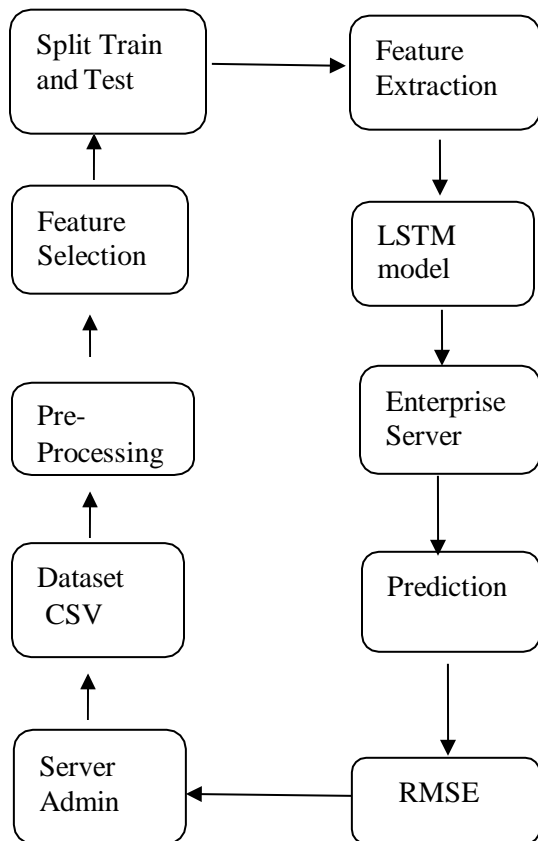 Split Train
and Test
Feature
Extraction
Feature
Selection
LSTM
model
Pre-
Processing
Enterprise
Server
Dataset
CSV
Prediction
Server
Admin
RMSE